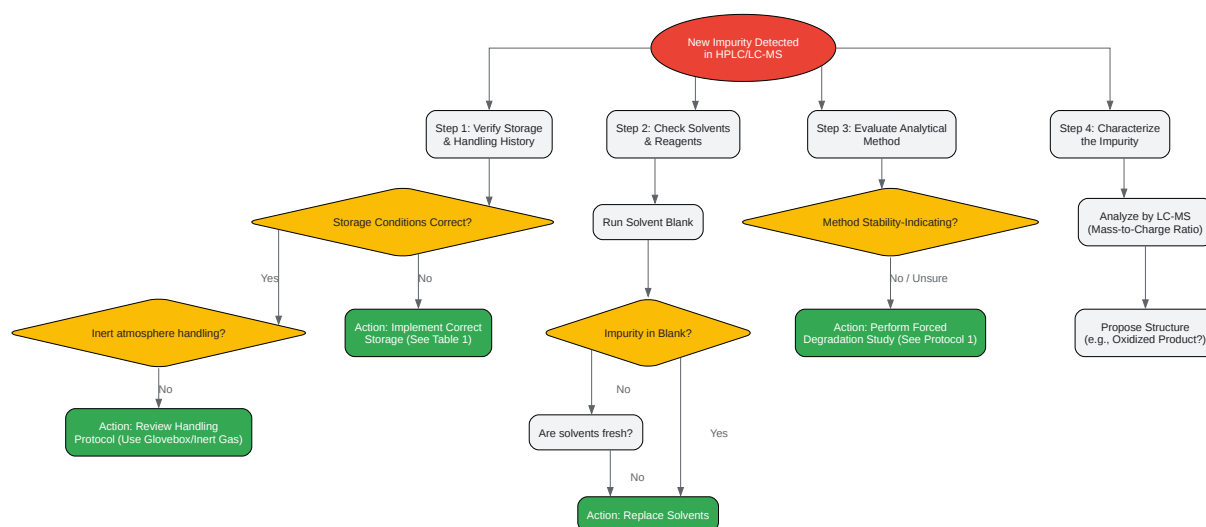 New Impurity Detected
in HPLC/LC-MS
Step 1: Verify Storage
& Handling History
Step 2: Check Solvents
& Reagents
Step 3: Evaluate Analytical
Method
Step 4: Characterize
the Impurity
Storage Conditions Correct?
Run Solvent Blank
Method Stability-Indicating?
Analyze by LC-MS
(Mass-to-Charge Ratio)
Yes
No
No / Unsure
Inert atmosphere handling?
Action: Implement Correct
Storage (See Table 1)
Impurity in Blank?
Action: Perform Forced
Degradation Study (See Protocol 1)
Propose Structure
(e.g., Oxidized Product?)
No
No
Action: Review Handling
Protocol (Use Glovebox/Inert Gas)
Are solvents fresh?
Yes
No
Action: Replace Solvents